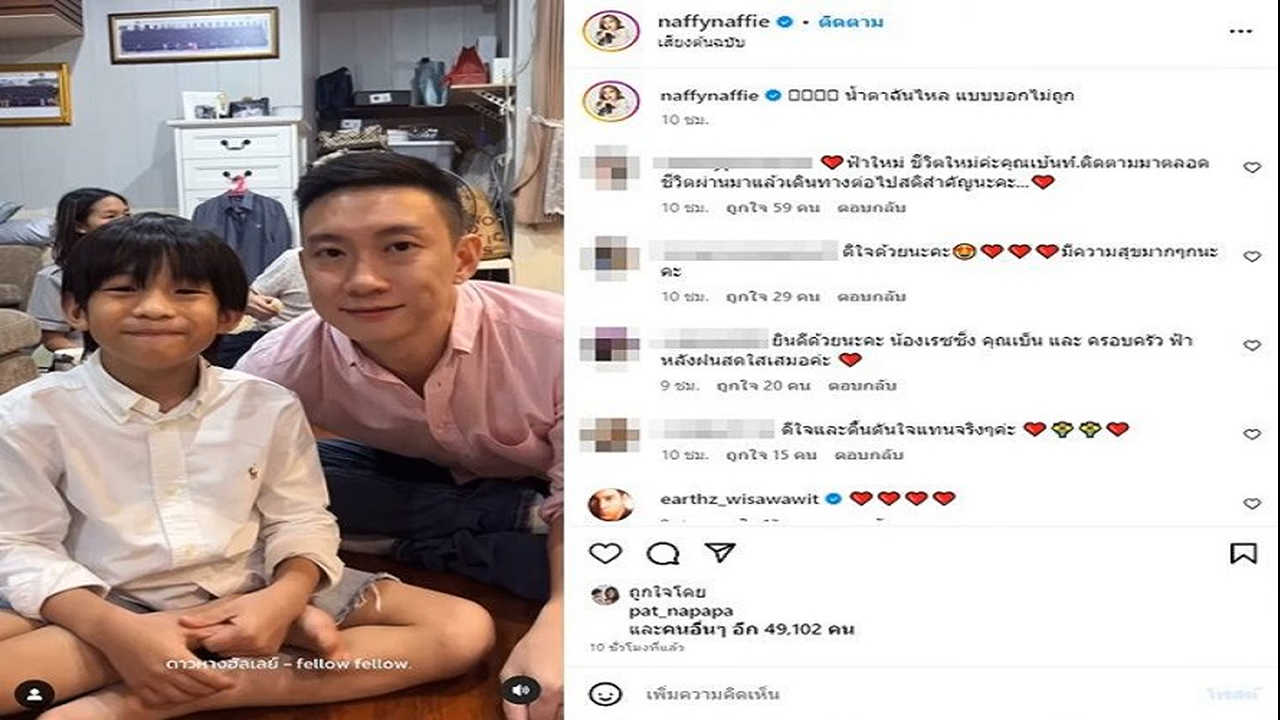 ดาวหางฮัลเลย์ - fellow fellow.
naffynaffie • ติดตาม
เสียงต้นฉบับ
naffynaffie น้ำตาฉันไหล แบบบอกไม่ถูก
10 ชม.
❤️ฟ้าใหม่ ชีวิตใหม่ค่ะคุณเบ้นท์.ติดตามมาตลอด
ชีวิตผ่านมาแล้วเดินทางต่อไปสติสำคัญนะคะ...❤️
10 ชม. ถูกใจ 59 คน ตอบกลับ
ดีใจด้วยนะคะ🤩❤️❤️❤️มีความสุขมากๆกนะ
คะ
10 ชม. ถูกใจ 29 คน ตอบกลับ
ยินดีด้วยนะคะ น้องเรซซิ่ง คุณเบ็น และ ครอบครัว ฟ้า
หลังฝนสดใสเสมอค่ะ ❤️
9 ชม. ถูกใจ 20 คน ตอบกลับ
ดีใจและตื้นตันใจแทนจริงๆค่ะ ❤️💐💐❤️
10 ชม. ถูกใจ 15 คน ตอบกลับ
earthz_wisawawit ❤️❤️❤️❤️
ถูกใจโดย
pat_napapa
และคนอื่นๆ อีก 49,102 คน
10 ชั่วโมงที่แล้ว
เพิ่มความคิดเห็น
โพสต์